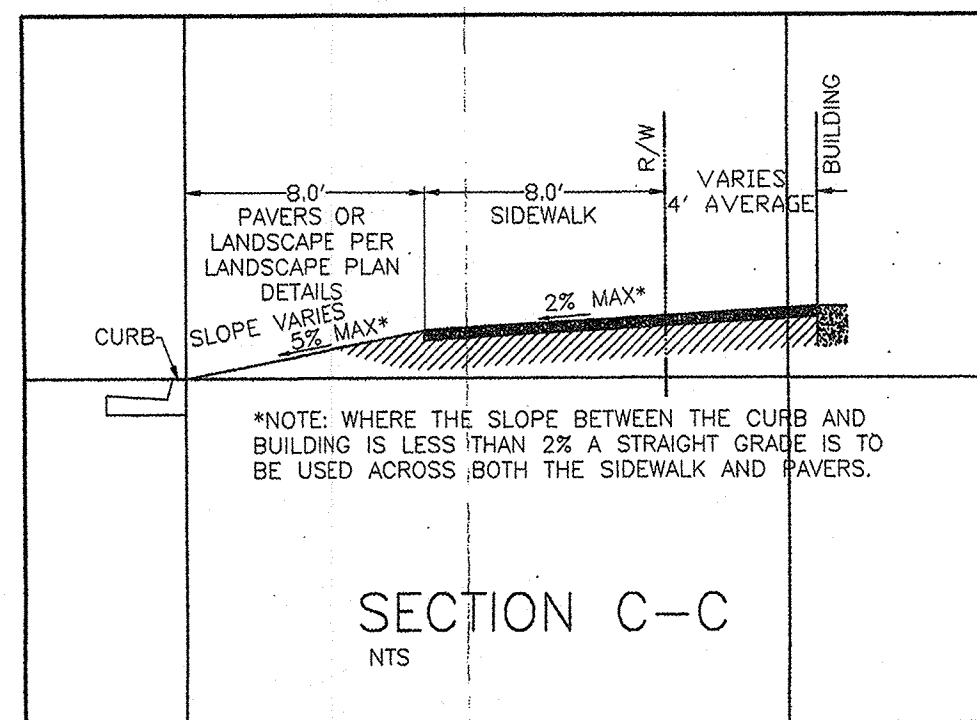 BUILDING
R/W
8.0'
8.0'
VARIES
4' AVERAGE
PAVERS OR
LANDSCAPE PER
LANDSCAPE PLAN
DETAILS
SIDEWALK
SLOPE VARIES
5% MAX*
2% MAX*
CURB
*NOTE: WHERE THE SLOPE BETWEEN THE CURB AND
BUILDING IS LESS THAN 2% A STRAIGHT GRADE IS TO
BE USED ACROSS BOTH THE SIDEWALK AND PAVERS.
SECTION C-C
NTS